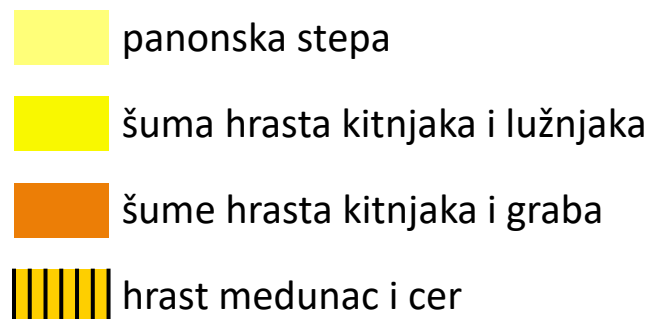 panonska stepa
šuma hrasta kitnjaka i lužnjaka
šume hrasta kitnjaka i graba
hrast medunac i cer